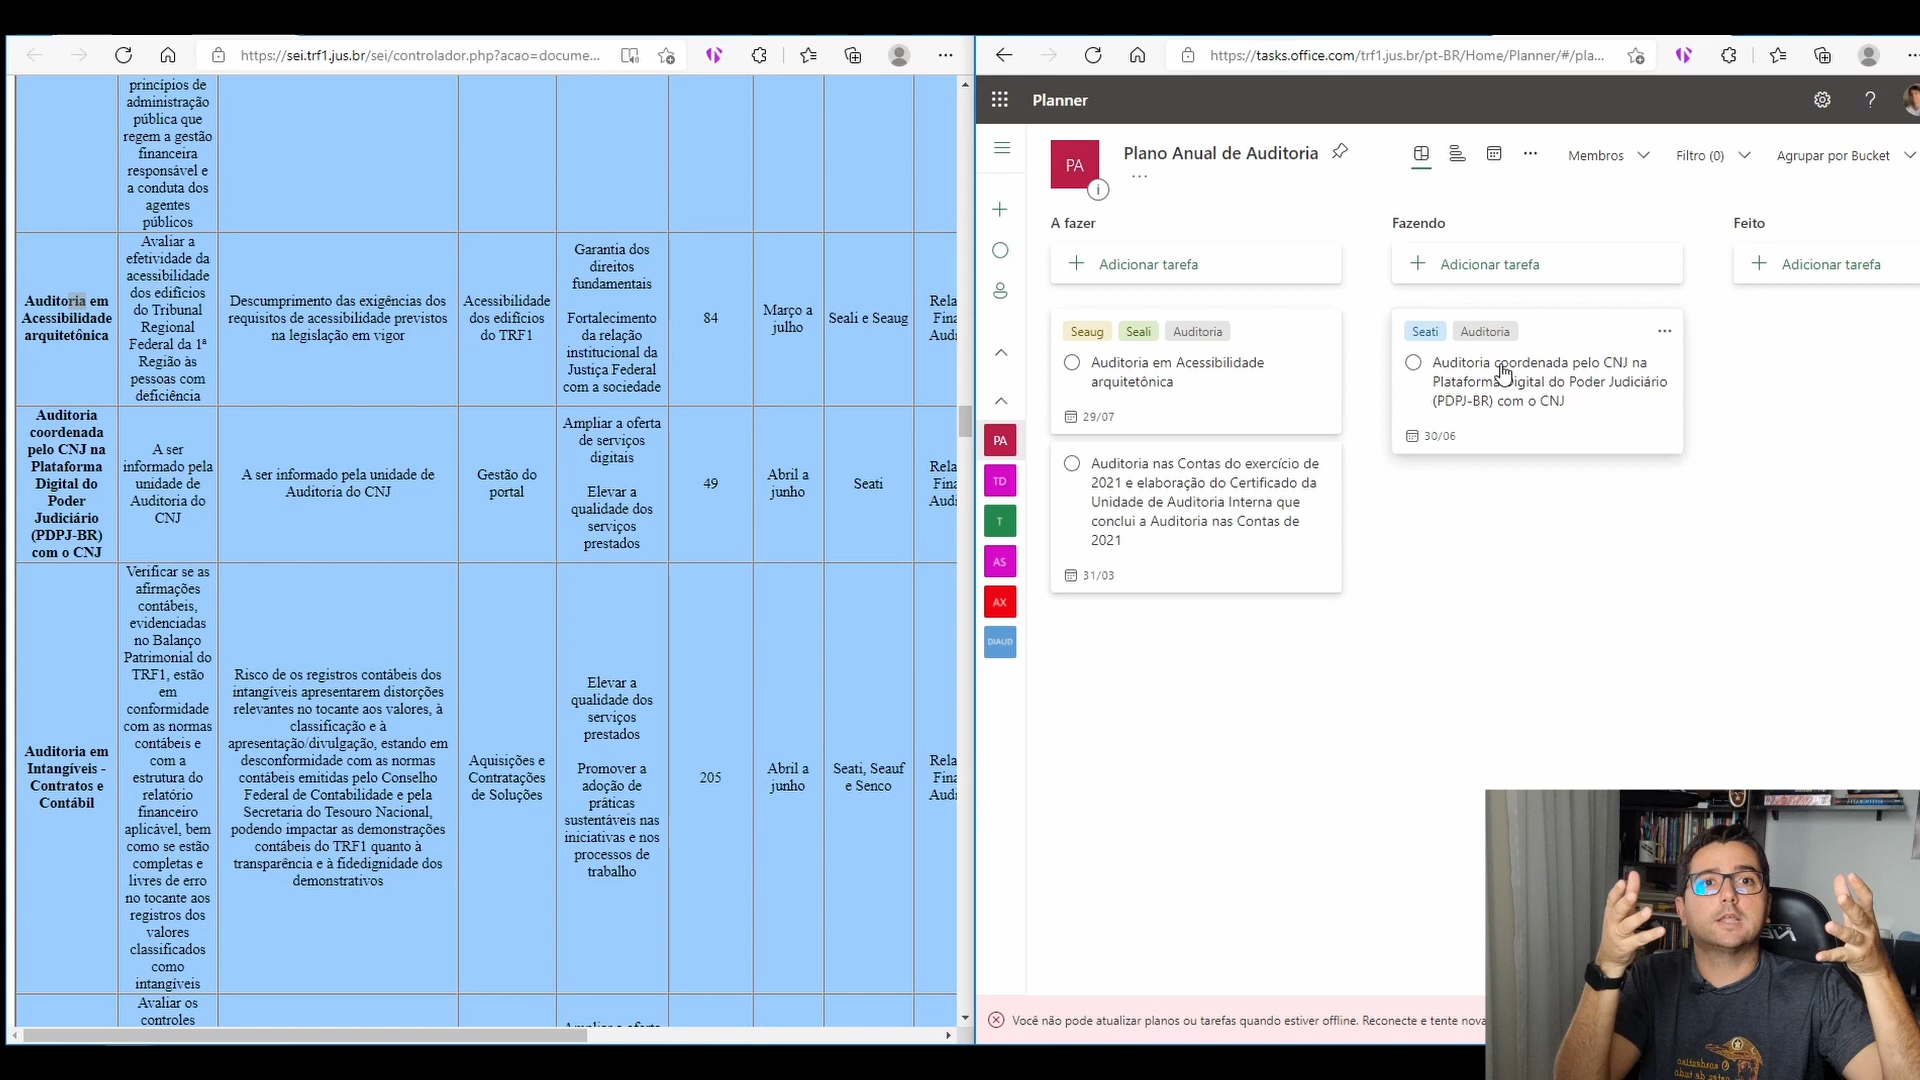 https://sei.trf1.jus.br/sei/controlador.php?acao=docume...
princípios de
administração
pública que
regem a gestão
financeira
responsável e
a conduta dos
agentes
públicos
Auditoria em
Acessibilidade
arquitetônica
Avaliar a
efetividade da
acessibilidade
dos edifícios
do Tribunal
Regional
Federal da 1ª
Região às
pessoas com
deficiência
Descumprimento das exigências dos
requisitos de acessibilidade previstos
na legislação em vigor
Acessibilidade
dos edifícios
do TRF1
Garantia dos
direitos
fundamentais
Fortalecimento
da relação
institucional da
Justiça Federal
com a sociedade
84
Março a
julho
Seali e Seaug
Rela
Fina
Audi
Auditoria
coordenada
pelo CNJ na
Plataforma
Digital do
Poder
Judiciário
(PDPJ-BR)
com o CNJ
A ser
informado pela
unidade de
Auditoria do
CNJ
A ser informado pela unidade de
Auditoria do CNJ
Gestão do
portal
Ampliar a oferta
de serviços
digitais
Elevar a
qualidade dos
serviços
prestados
49
Abril a
junho
Seati
Rela
Fina
Audi
Auditoria em
Intangíveis -
Contratos e
Contábil
Verificar se as
afirmações
contábeis,
evidenciadas
no Balanço
Patrimonial do
TRF1, estão
em
conformidade
com as normas
contábeis e
com a
estrutura do
relatório
financeiro
aplicável, bem
como se estão
completas e
livres de erro
no tocante aos
registros dos
valores
classificados
como
intangíveis
Risco de os registros contábeis dos
intangíveis apresentarem distorções
relevantes no tocante aos valores, à
classificação e à
apresentação/divulgação, estando em
desconformidade com as normas
contábeis emitidas pelo Conselho
Federal de Contabilidade e pela
Secretaria do Tesouro Nacional,
podendo impactar as demonstrações
contábeis do TRF1 quanto à
transparência e à fidedignidade dos
demonstrativos
Aquisições e
Contratações
de Soluções
Elevar a
qualidade dos
serviços
prestados
Promover a
adoção de
práticas
sustentáveis nas
iniciativas e nos
processos de
trabalho
205
Abril a
junho
Seati, Seauf
e Senco
Rela
Fina
Audi
Avaliar os
controles
https://tasks.office.com/trf1.jus.br/pt-BR/Home/Planner/#/pla...
Planner
PA
Plano Anual de Auditoria
Membros
Filtro (0)
Agrupar por Bucket
A fazer
Adicionar tarefa
Seaug Seali Auditoria
Auditoria em Acessibilidade
arquitetônica
29/07
Auditoria nas Contas do exercício de
2021 e elaboração do Certificado da
Unidade de Auditoria Interna que
conclui a Auditoria nas Contas de
2021
31/03
Fazendo
Adicionar tarefa
Seati Auditoria
Auditoria coordenada pelo CNJ na
Plataforma Digital do Poder Judiciário
(PDPJ-BR) com o CNJ
30/06
Feito
Adicionar tarefa
PA
TD
T
AS
AX
DIAUD
Você não pode atualizar planos ou tarefas quando estiver offline. Reconecte e tente nova